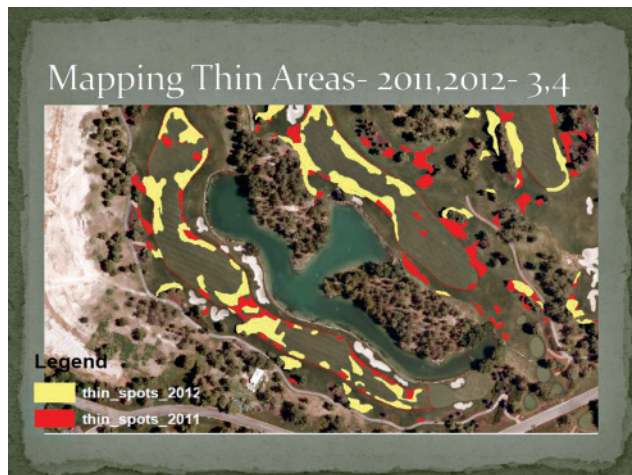 Mapping Thin Areas- 2011,2012- 3,4
Legend
thin_spots_2012
thin_spots_2011